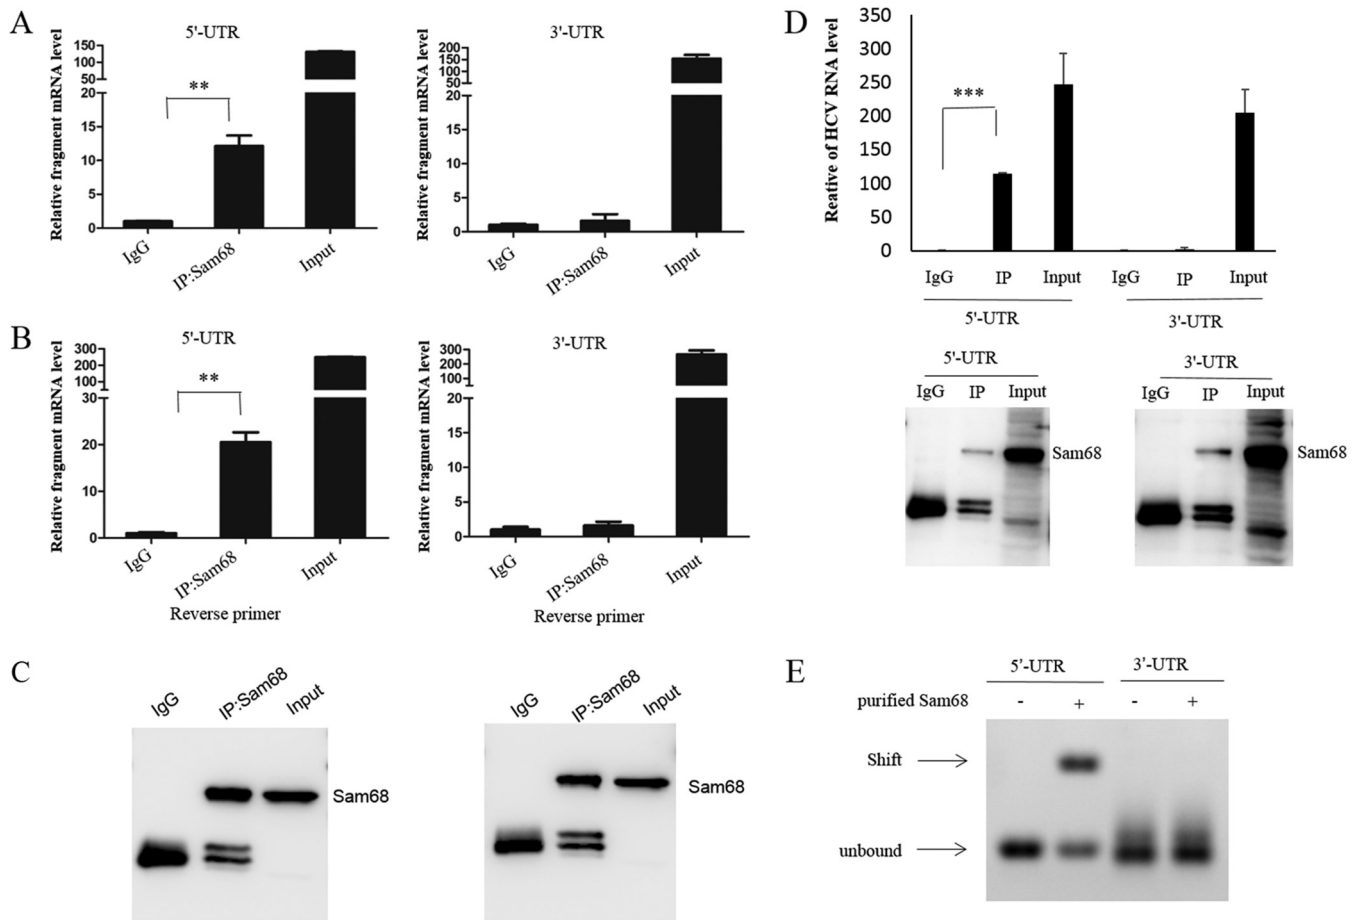 A
5'-UTR
Relative fragment mRNA level
150
100
50
20
15
10
5
0
**
IgG
IP:Sam68
Input
3'-UTR
Relative fragment mRNA level
200
150
100
50
20
15
10
5
0
IgG
IP:Sam68
Input
B
5'-UTR
Relative fragment mRNA level
300
200
100
30
20
10
0
**
IgG
IP:Sam68
Input
Reverse primer
3'-UTR
Relative fragment mRNA level
300
200
100
20
15
10
5
0
IgG
IP:Sam68
Input
Reverse primer
C
IgG IP:Sam68 Input
Sam68
IgG IP:Sam68 Input
Sam68
D
Reative of HCV RNA level
350
300
250
200
150
100
50
0
***
IgG IP Input IgG IP Input
5'-UTR 3'-UTR
5'-UTR
IgG IP Input
Sam68
3'-UTR
IgG IP Input
Sam68
E
5'-UTR 3'-UTR
purified Sam68 - + - +
Shift
unbound